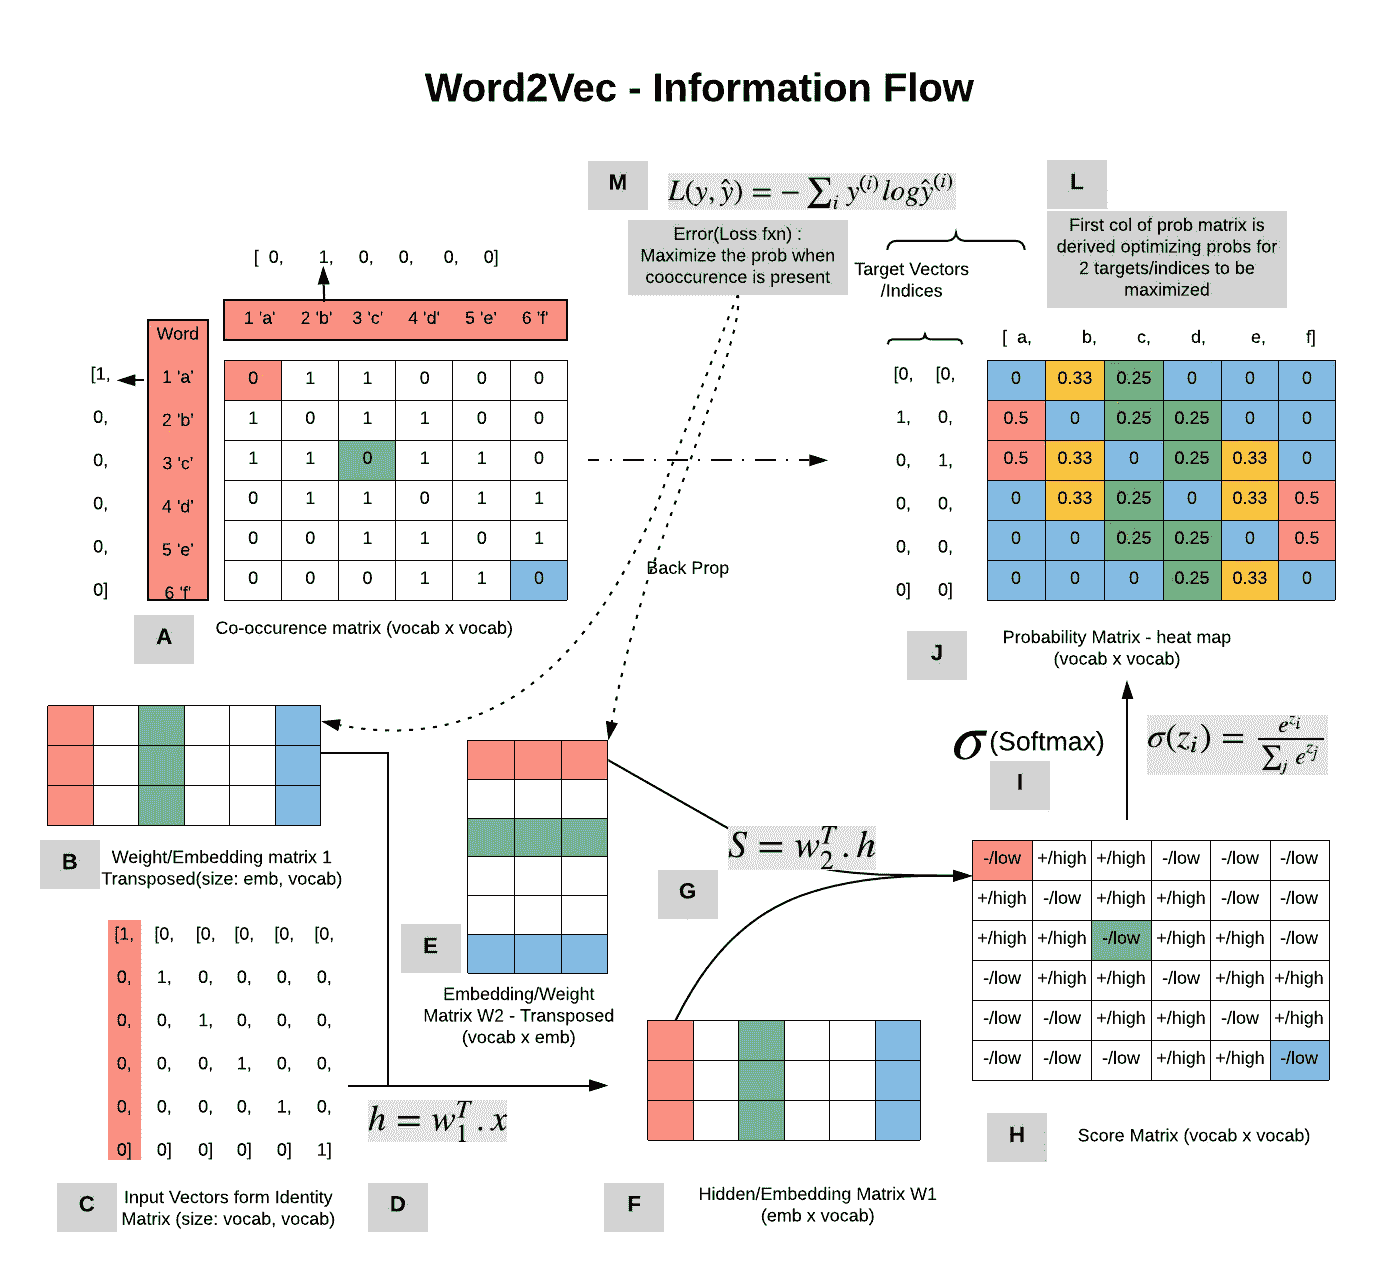 Word2Vec - Information Flow
M
L(y, ŷ) = − ∑ᵢ y⁽ⁱ⁾ logŷ⁽ⁱ⁾
L
Error(Loss fxn) :
Maximize the prob when
cooccurence is present
First col of prob matrix is
derived optimizing probs for
2 targets/indices to be
maximized
Target Vectors
/Indices
[ 0, 1, 0, 0, 0, 0]
1 'a' 2 'b' 3 'c' 4 'd' 5 'e' 6 'f'
Word
1 'a'
2 'b'
3 'c'
4 'd'
5 'e'
6 'f'
[1,
0,
0,
0,
0,
0]
0 1 1 0 0 0
1 0 1 1 0 0
1 1 0 1 1 0
0 1 1 0 1 1
0 0 1 1 0 1
0 0 0 1 1 0
A
Co-occurence matrix (vocab x vocab)
Back Prop
[0, [0,
1, 0,
0, 1,
0, 0,
0, 0,
0] 0]
[ a, b, c, d, e, f]
0 0.33 0.25 0 0 0
0.5 0 0.25 0.25 0 0
0.5 0.33 0 0.25 0.33 0
0 0.33 0.25 0 0.33 0.5
0 0 0.25 0.25 0 0.5
0 0 0 0.25 0.33 0
J
Probability Matrix - heat map
(vocab x vocab)
σ(Softmax)
σ(zᵢ) = e^zᵢ / ∑ⱼ e^zⱼ
I
B
Weight/Embedding matrix 1
Transposed(size: emb, vocab)
[1, [0, [0, [0, [0, [0,
0, 1, 0, 0, 0, 0,
0, 0, 1, 0, 0, 0,
0, 0, 0, 1, 0, 0,
0, 0, 0, 0, 1, 0,
0] 0] 0] 0] 0] 1]
C
Input Vectors form Identity
Matrix (size: vocab, vocab)
D
h = w₁ᵀ . x
E
Embedding/Weight
Matrix W2 - Transposed
(vocab x emb)
S = w₂ᵀ . h
G
F
Hidden/Embedding Matrix W1
(emb x vocab)
-/low +/high +/high -/low -/low -/low
+/high -/low +/high +/high -/low -/low
+/high +/high -/low +/high +/high -/low
-/low +/high +/high -/low +/high +/high
-/low -/low +/high +/high -/low +/high
-/low -/low -/low +/high +/high -/low
H
Score Matrix (vocab x vocab)